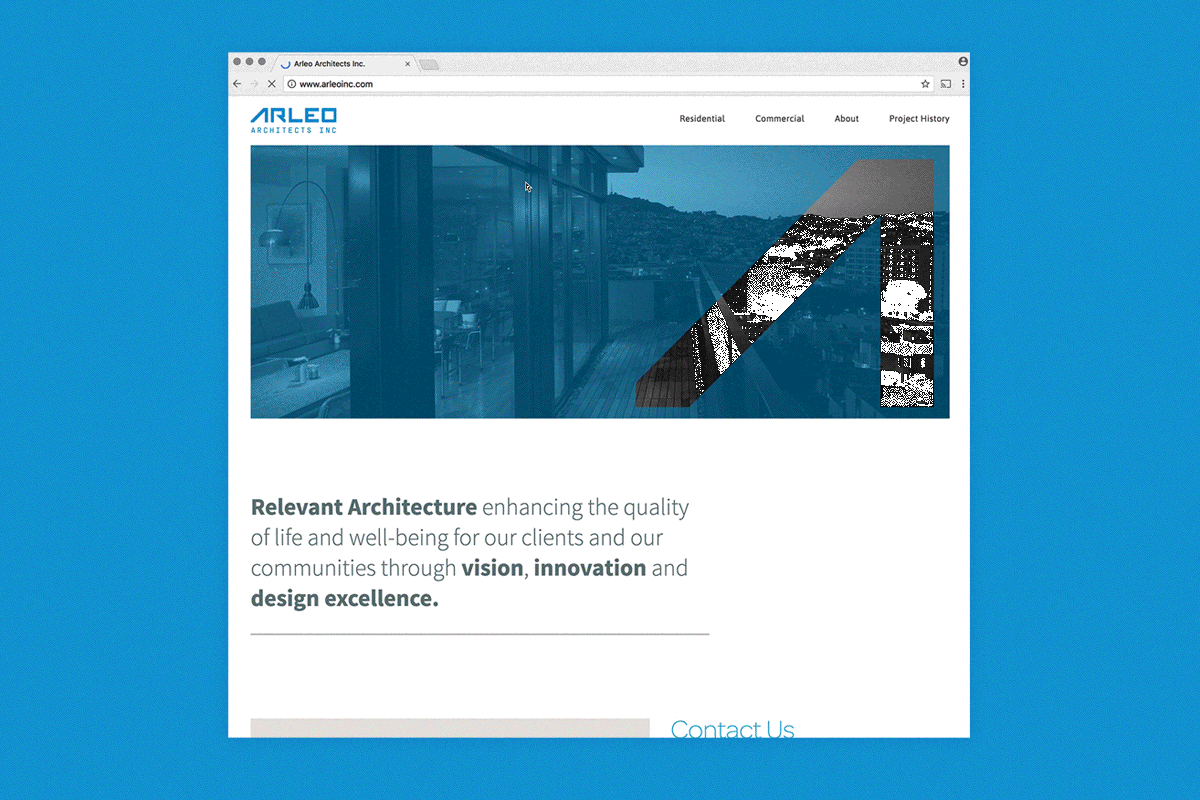 Arleo Architects Inc.
www.arleoinc.com
ARLEO
ARCHITECTS INC
Residential Commercial About Project History
Relevant Architecture enhancing the quality
of life and well-being for our clients and our
communities through vision, innovation and
design excellence.
Contact Us